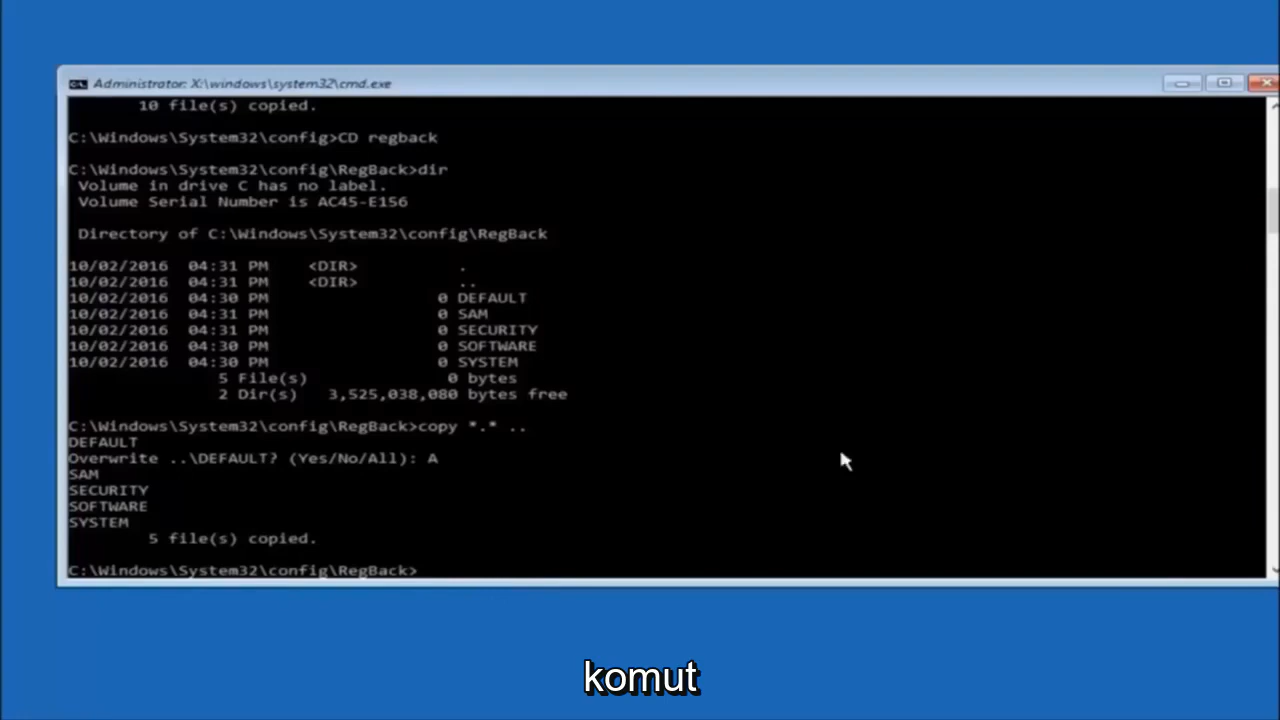 Administrator: X:\windows\system32\cmd.exe
10 file(s) copied.
C:\Windows\System32\config>CD regback
C:\Windows\System32\config\RegBack>dir
Volume in drive C has no label.
Volume Serial Number is AC45-E156
Directory of C:\Windows\System32\config\RegBack
10/02/2016 04:31 PM <DIR> .
10/02/2016 04:31 PM <DIR> ..
10/02/2016 04:30 PM 0 DEFAULT
10/02/2016 04:31 PM 0 SAM
10/02/2016 04:31 PM 0 SECURITY
10/02/2016 04:30 PM 0 SOFTWARE
10/02/2016 04:30 PM 0 SYSTEM
5 File(s) 0 bytes
2 Dir(s) 3,525,038,080 bytes free
C:\Windows\System32\config\RegBack>copy *.* ..
DEFAULT
Overwrite ..\DEFAULT? (Yes/No/All): A
SAM
SECURITY
SOFTWARE
SYSTEM
5 file(s) copied.
C:\Windows\System32\config\RegBack>
komut